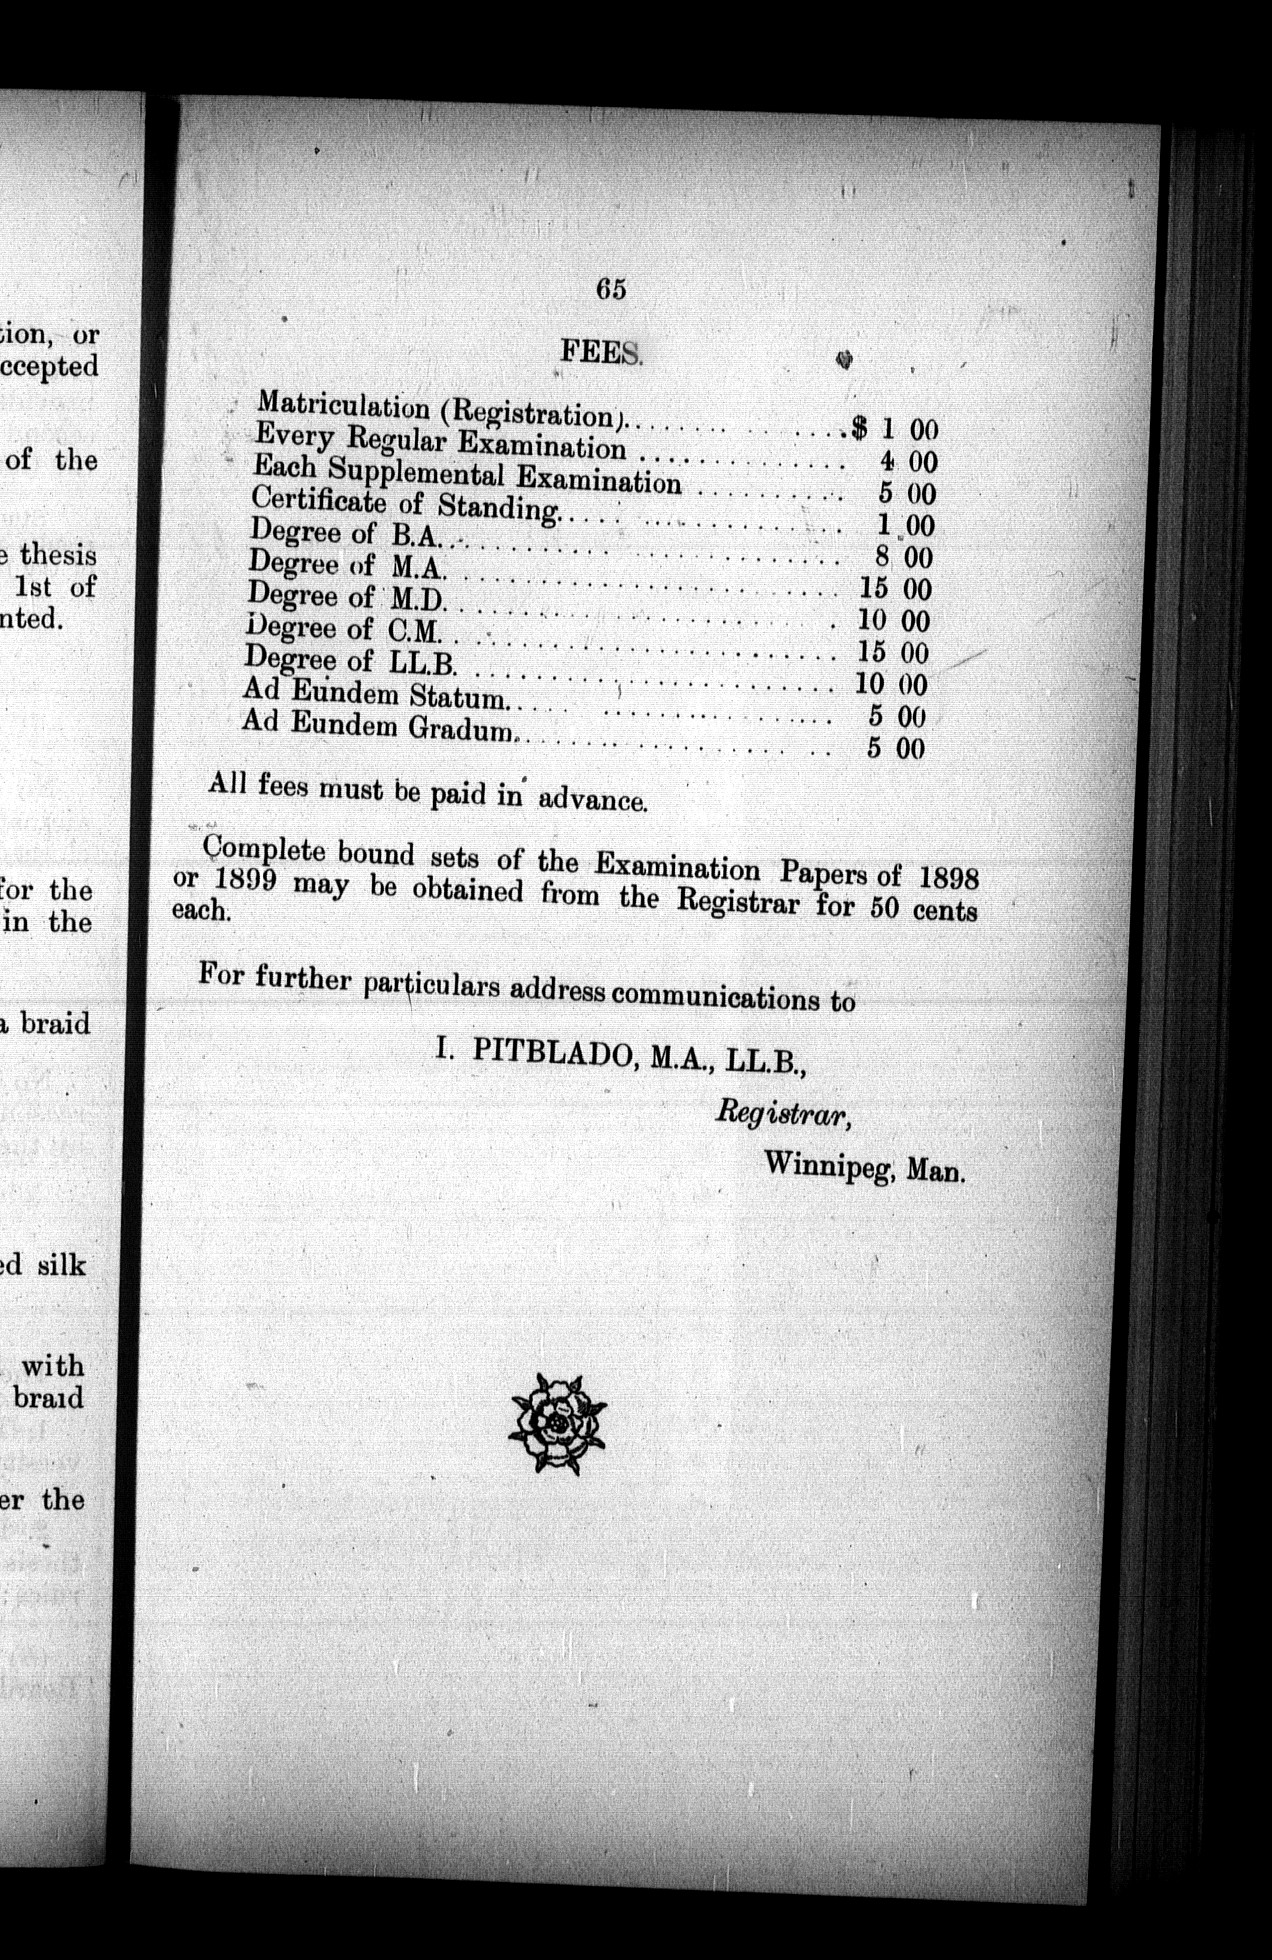 tion, or
ccepted
of the
e thesis
1st of
nted.
for the
in the
a braid
ed silk
with
braid
er the
65
FEES.
Matriculation (Registration)..........$ 1 00
Every Regular Examination .......... 4 00
Each Supplemental Examination .......... 5 00
Certificate of Standing.......... 1 00
Degree of B.A........... 8 00
Degree of M.A........... 15 00
Degree of M.D........... 10 00
Degree of C.M........... 15 00
Degree of LL.B........... 10 00
Ad Eundem Statum.......... 5 00
Ad Eundem Gradum.......... 5 00
All fees must be paid in advance.
Complete bound sets of the Examination Papers of 1898
or 1899 may be obtained from the Registrar for 50 cents
each.
For further particulars address communications to
I. PITBLADO, M.A., LL.B.,
Registrar,
Winnipeg, Man.